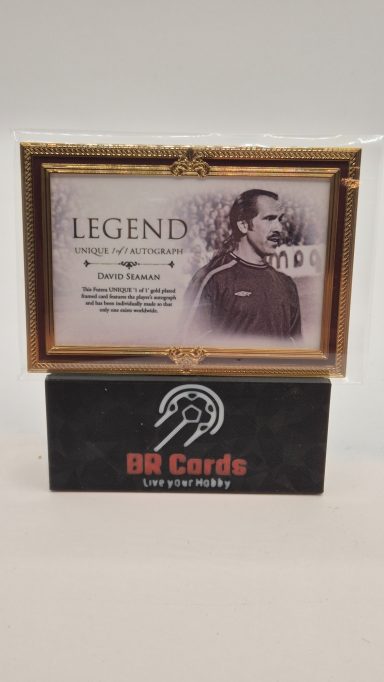 LEGEND
UNIQUE 1 of 1 AUTOGRAPH
DAVID SEAMAN
This Futera UNIQUE '1 of 1' gold plated
framed card features the player's autograph
and has been individually made so that
only one exists worldwide.
BR Cards
Live your Hobby